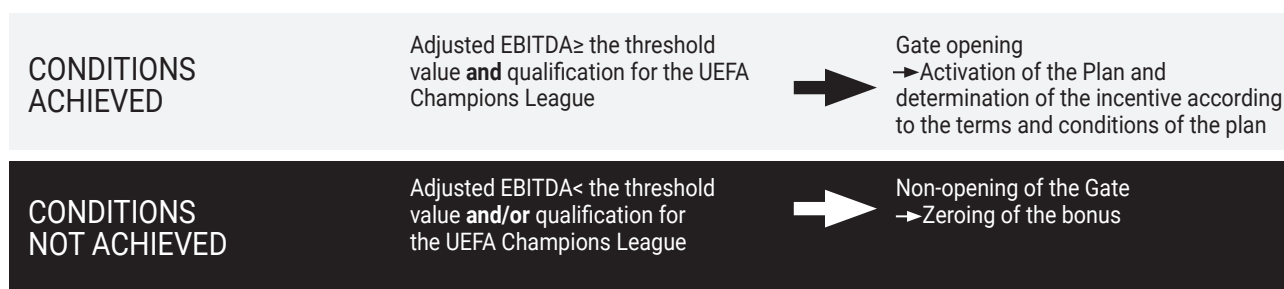 CONDITIONS
ACHIEVED
Adjusted EBITDA≥ the threshold
value and qualification for the UEFA
Champions League
Gate opening
→Activation of the Plan and
determination of the incentive according
to the terms and conditions of the plan
CONDITIONS
NOT ACHIEVED
Adjusted EBITDA< the threshold
value and/or qualification for
the UEFA Champions League
Non-opening of the Gate
→Zeroing of the bonus